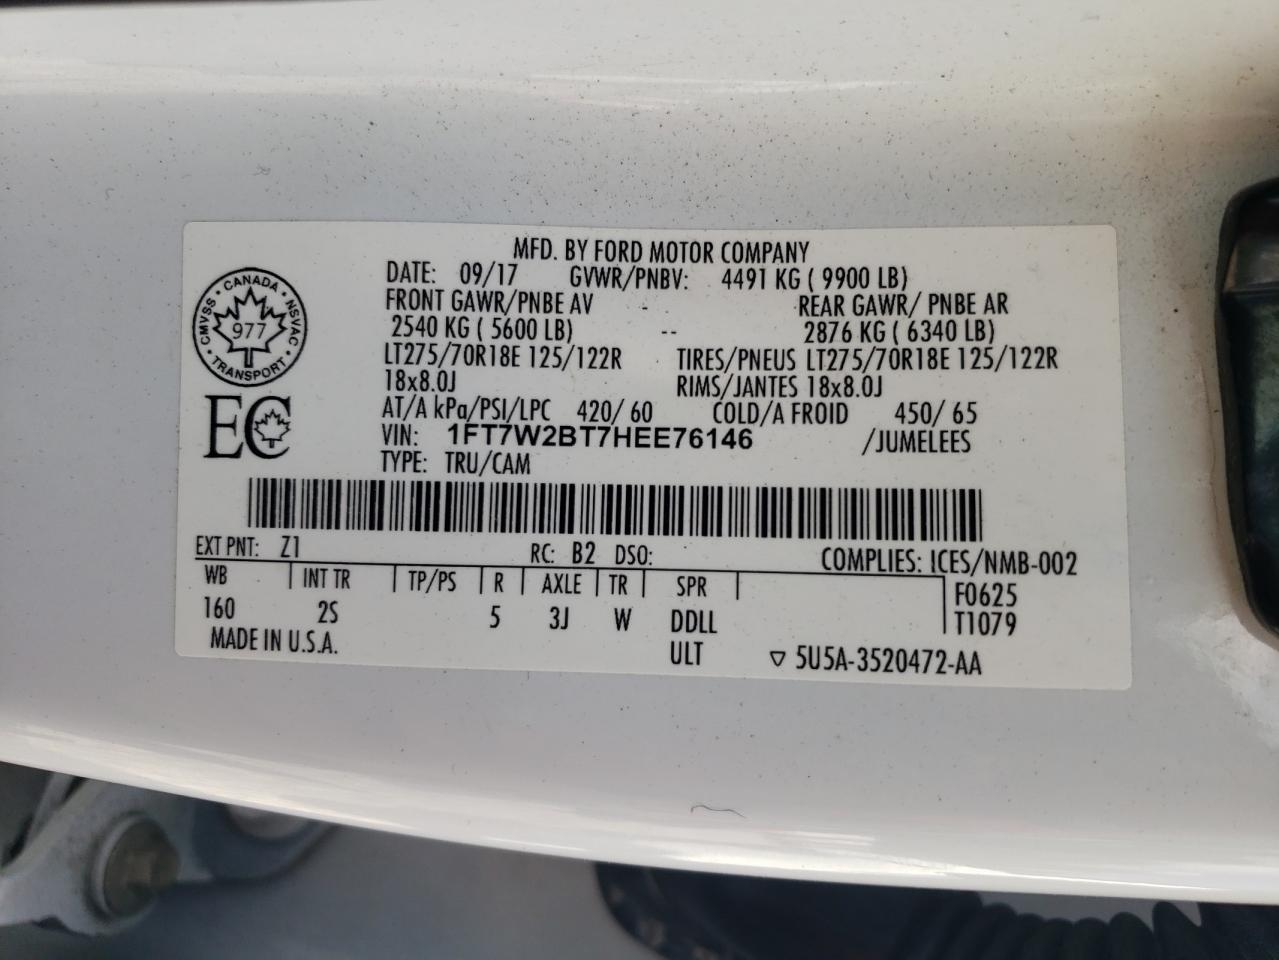 MFD. BY FORD MOTOR COMPANY
DATE: 09/17 GVWR/PNBV: 4491 KG ( 9900 LB)
FRONT GAWR/PNBE AV - - REAR GAWR/ PNBE AR
2540 KG ( 5600 LB) -- 2876 KG ( 6340 LB)
LT275/70R18E 125/122R TIRES/PNEUS LT275/70R18E 125/122R
18x8.0J RIMS/JANTES 18x8.0J
AT/A kPa/PSI/LPC 420/ 60 COLD/A FROID 450/ 65
VIN: 1FT7W2BT7HEE76146 /JUMELEES
TYPE: TRU/CAM
CANADA
CMVSS · NSVAC
977
TRANSPORT
EC
EXT PNT: Z1 RC: B2 DSO: COMPLIES: ICES/NMB-002
WB INT TR TP/PS R AXLE TR SPR F0625
160 2S 5 3J W DDLL T1079
MADE IN U.S.A. ULT ▽ 5U5A-3520472-AA